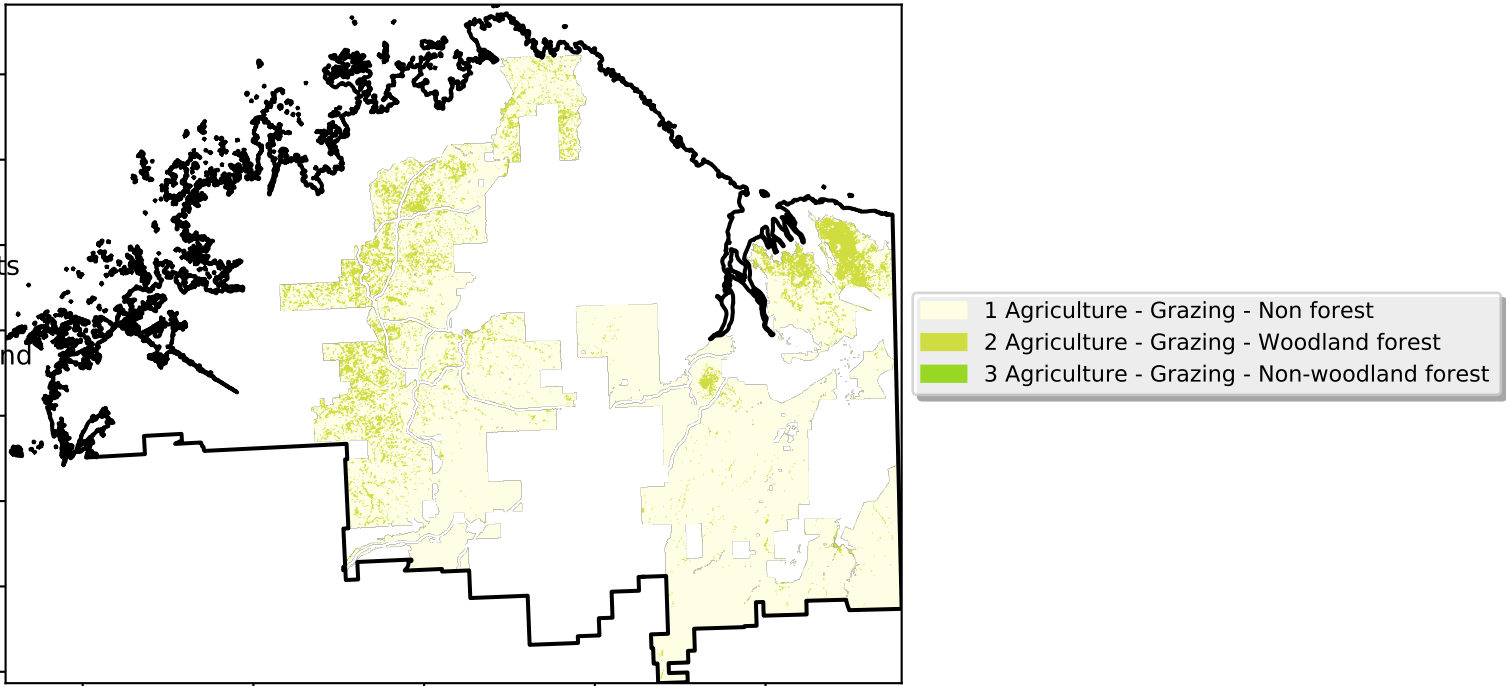 ts
nd
1 Agriculture - Grazing - Non forest
2 Agriculture - Grazing - Woodland forest
3 Agriculture - Grazing - Non-woodland forest